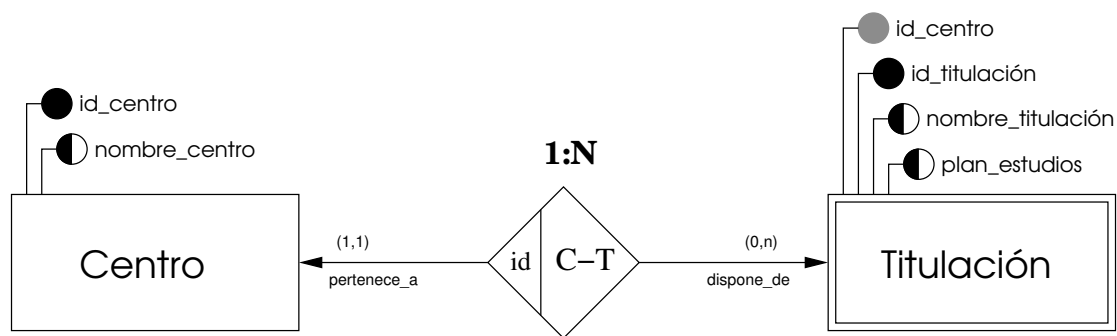 id_centro
id_titulación
id_centro
nombre_titulación
nombre_centro
1:N
plan_estudios
(1,1)
(0,n)
Centro
id
C–T
Titulación
pertenece_a
dispone_de